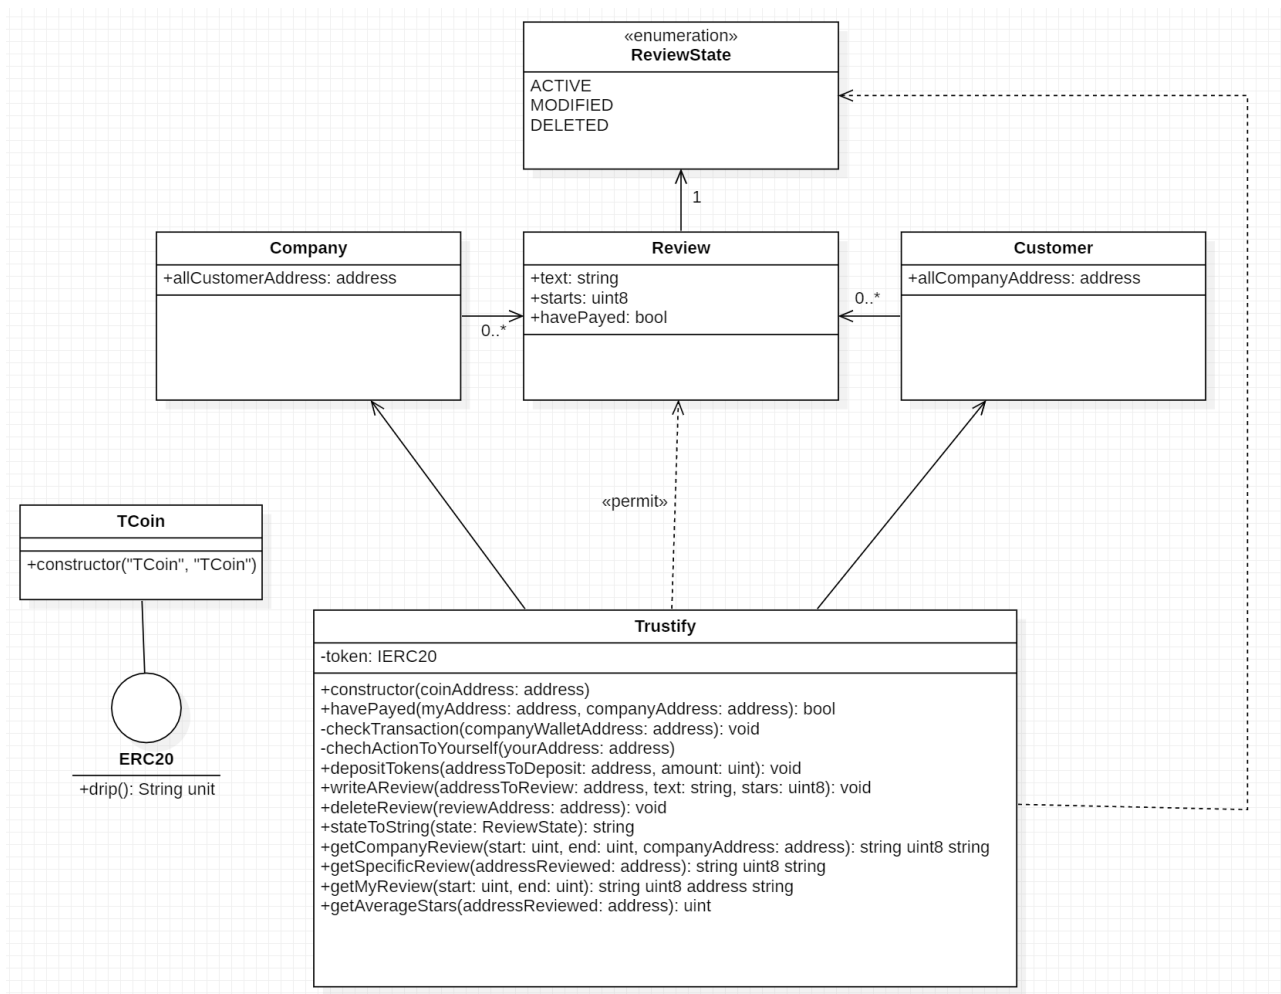 «enumeration»
ReviewState
ACTIVE
MODIFIED
DELETED
1
Company
+allCustomerAddress: address
0..*
Review
+text: string
+starts: uint8
+havePayed: bool
0..*
Customer
+allCompanyAddress: address
«permit»
TCoin
+constructor("TCoin", "TCoin")
ERC20
+drip(): String unit
Trustify
-token: IERC20
+constructor(coinAddress: address)
+havePayed(myAddress: address, companyAddress: address): bool
-checkTransaction(companyWalletAddress: address): void
-chechActionToYourself(yourAddress: address)
+depositTokens(addressToDeposit: address, amount: uint): void
+writeAReview(addressToReview: address, text: string, stars: uint8): void
+deleteReview(reviewAddress: address): void
+stateToString(state: ReviewState): string
+getCompanyReview(start: uint, end: uint, companyAddress: address): string uint8 string
+getSpecificReview(addressReviewed: address): string uint8 string
+getMyReview(start: uint, end: uint): string uint8 address string
+getAverageStars(addressReviewed: address): uint